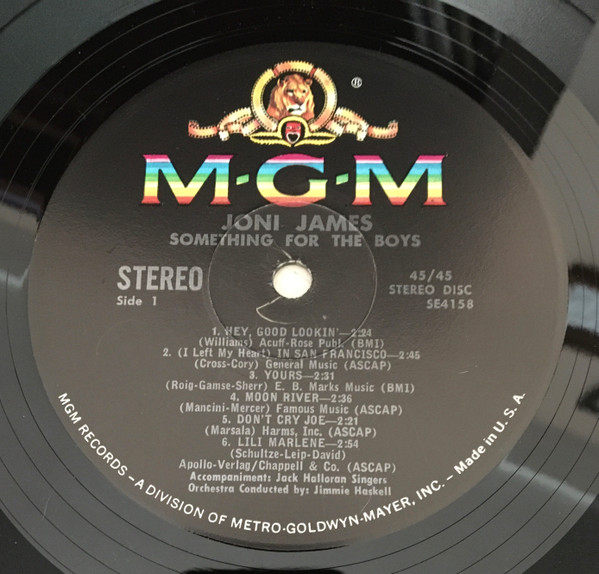 ®
M·G·M
JONI JAMES
SOMETHING FOR THE BOYS
STEREO
Side 1
45/45
STEREO DISC
SE4158
1. HEY, GOOD LOOKIN'—2:24
(Williams) Acuff-Rose Publ. (BMI)
2. (I Left My Heart) IN SAN FRANCISCO—2:45
(Cross-Cory) General Music (ASCAP)
3. YOURS—2:31
(Roig-Gamse-Sherr) E. B. Marks Music (BMI)
4. MOON RIVER—2:36
(Mancini-Mercer) Famous Music (ASCAP)
5. DON'T CRY JOE—2:21
(Marsala) Harms, Inc. (ASCAP)
6. LILI MARLENE—2:54
(Schultze-Leip-David)
Apollo-Verlag/Chappell & Co. (ASCAP)
Accompaniment: Jack Halloran Singers
Orchestra Conducted by: Jimmie Haskell
MGM RECORDS – A DIVISION OF METRO-GOLDWYN-MAYER, INC. – Made in U. S. A.